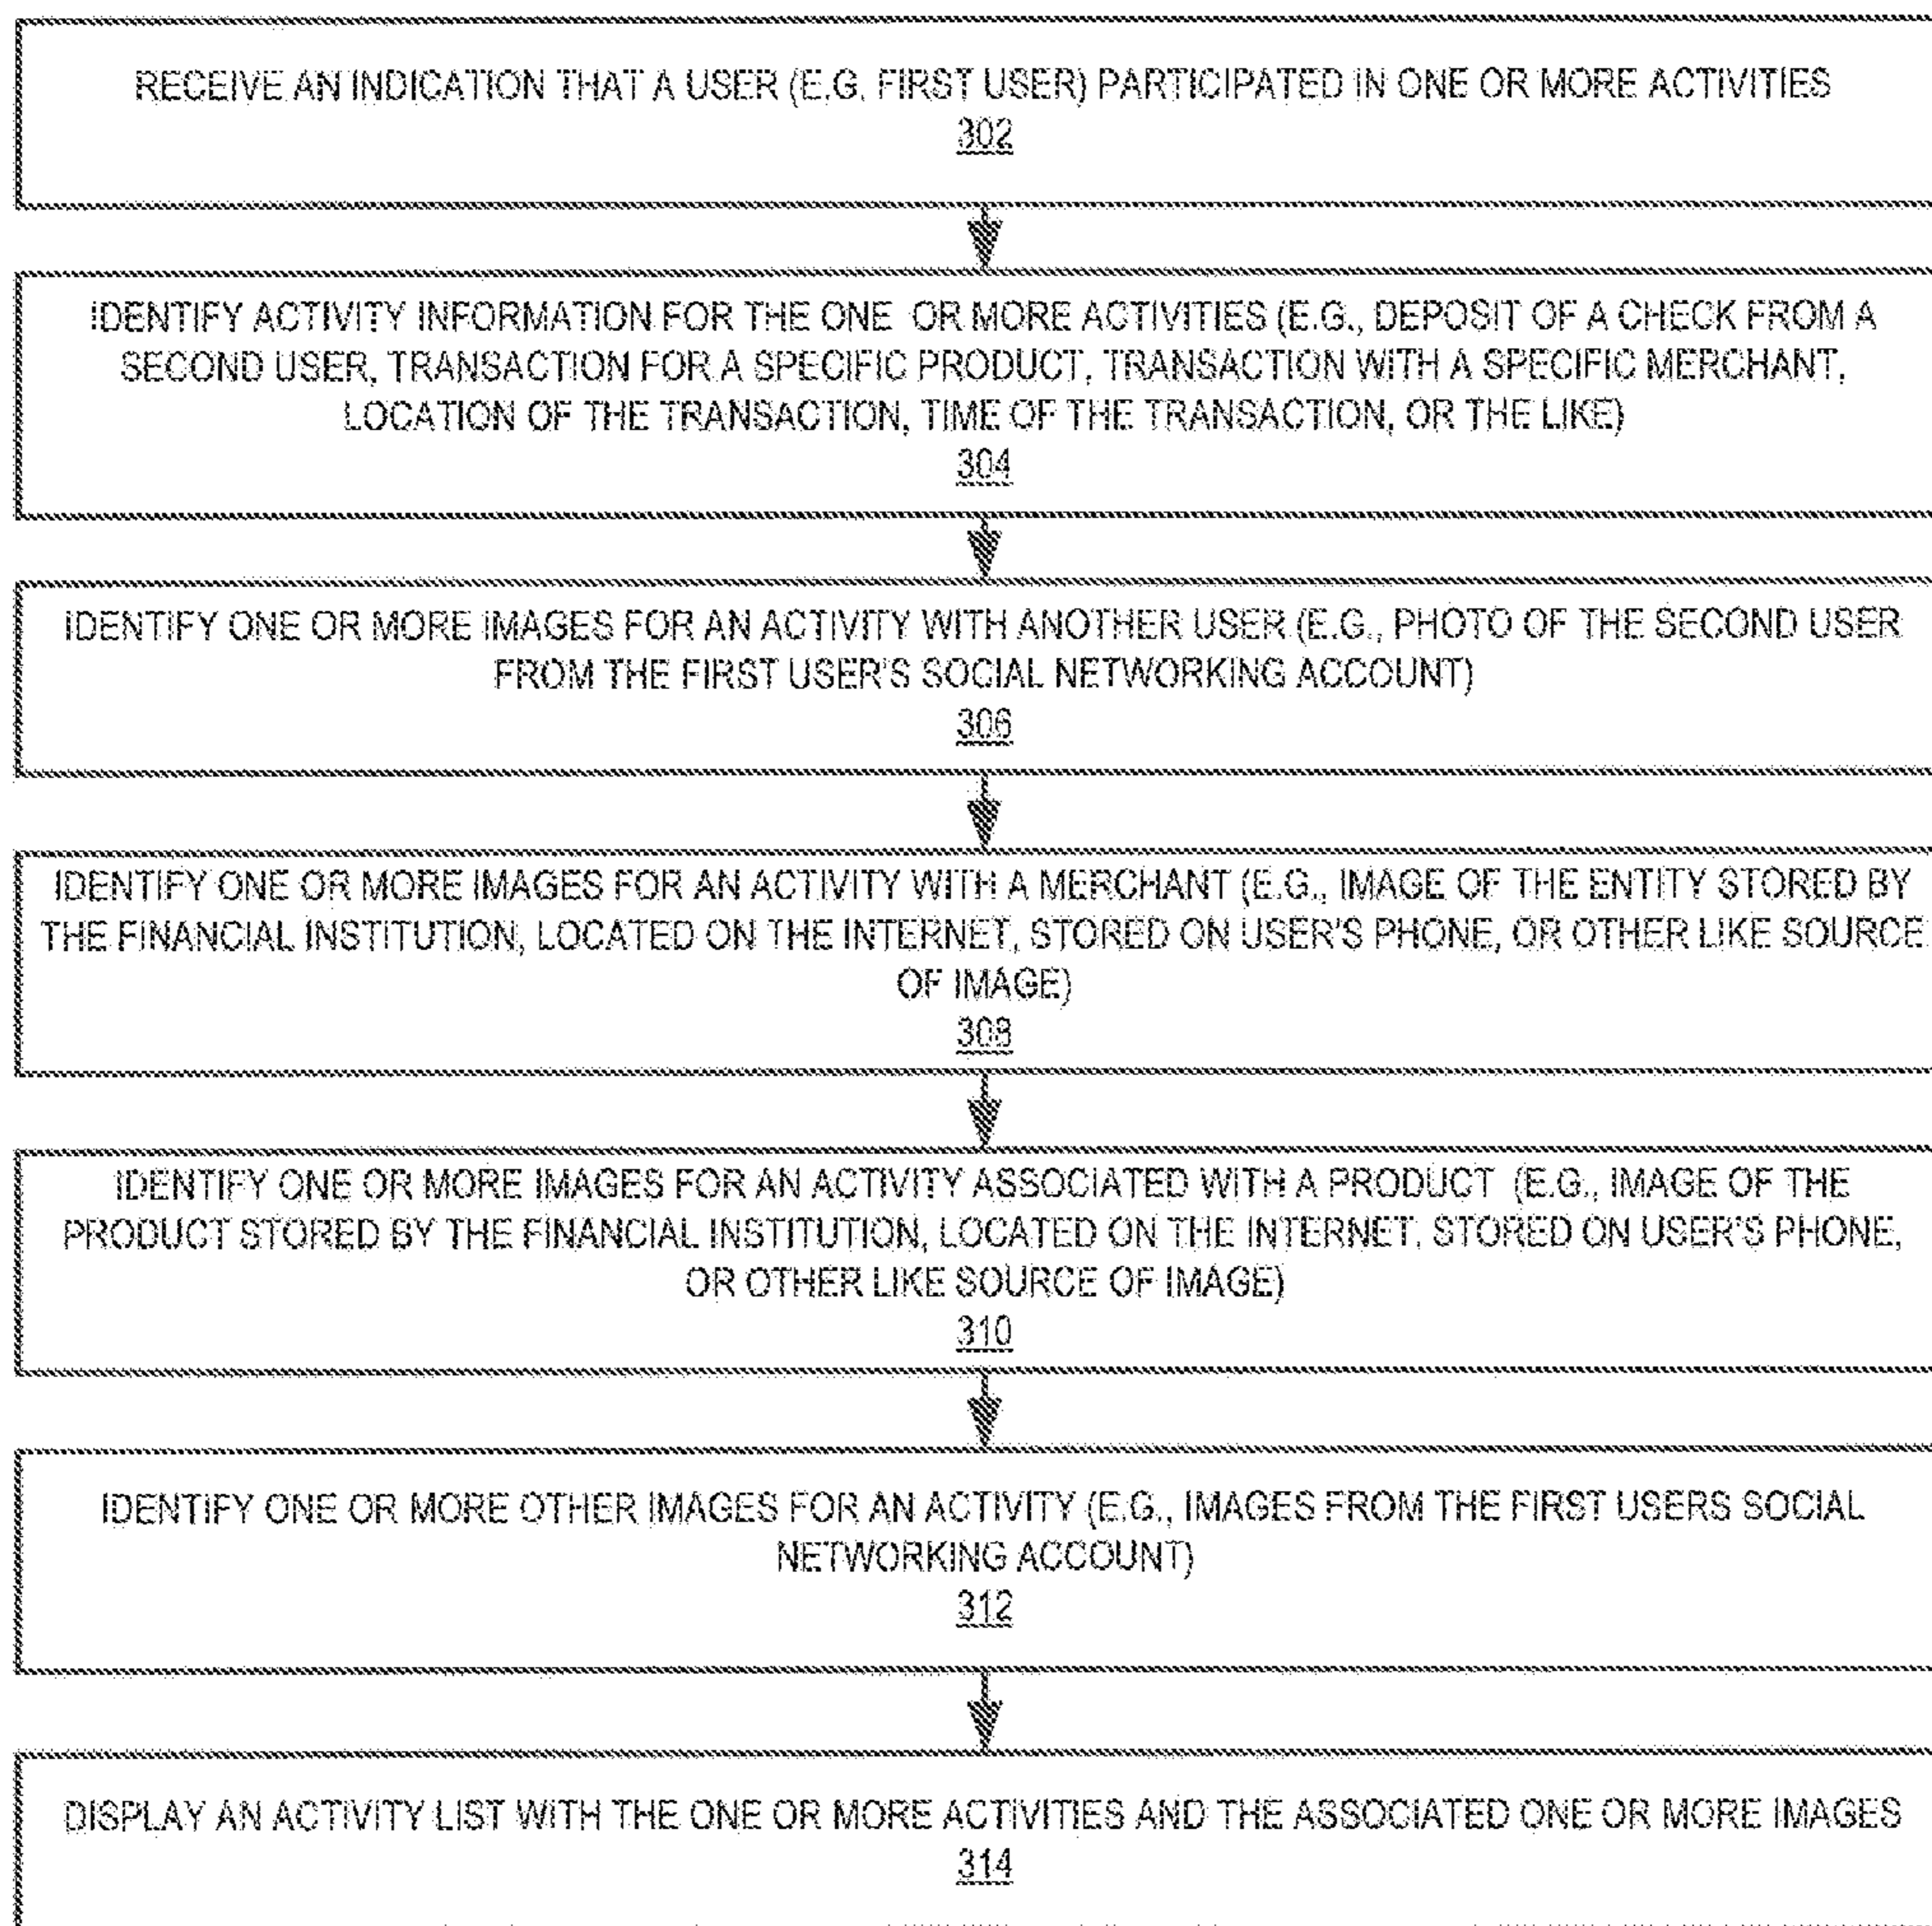 RECEIVE AN INDICATION THAT A USER (E.G. FIRST USER) PARTICIPATED IN ONE OR MORE ACTIVITIES
302
IDENTIFY ACTIVITY INFORMATION FOR THE ONE OR MORE ACTIVITIES (E.G., DEPOSIT OF A CHECK FROM A
SECOND USER, TRANSACTION FOR A SPECIFIC PRODUCT, TRANSACTION WITH A SPECIFIC MERCHANT,
LOCATION OF THE TRANSACTION, TIME OF THE TRANSACTION, OR THE LIKE)
304
IDENTIFY ONE OR MORE IMAGES FOR AN ACTIVITY WITH ANOTHER USER (E.G., PHOTO OF THE SECOND USER
FROM THE FIRST USER'S SOCIAL NETWORKING ACCOUNT)
306
IDENTIFY ONE OR MORE IMAGES FOR AN ACTIVITY WITH A MERCHANT (E.G., IMAGE OF THE ENTITY STORED BY
THE FINANCIAL INSTITUTION, LOCATED ON THE INTERNET, STORED ON USER'S PHONE, OR OTHER LIKE SOURCE
OF IMAGE)
308
IDENTIFY ONE OR MORE IMAGES FOR AN ACTIVITY ASSOCIATED WITH A PRODUCT (E.G., IMAGE OF THE
PRODUCT STORED BY THE FINANCIAL INSTITUTION, LOCATED ON THE INTERNET, STORED ON USER'S PHONE,
OR OTHER LIKE SOURCE OF IMAGE)
310
IDENTIFY ONE OR MORE OTHER IMAGES FOR AN ACTIVITY (E.G., IMAGES FROM THE FIRST USERS SOCIAL
NETWORKING ACCOUNT)
312
DISPLAY AN ACTIVITY LIST WITH THE ONE OR MORE ACTIVITIES AND THE ASSOCIATED ONE OR MORE IMAGES
314